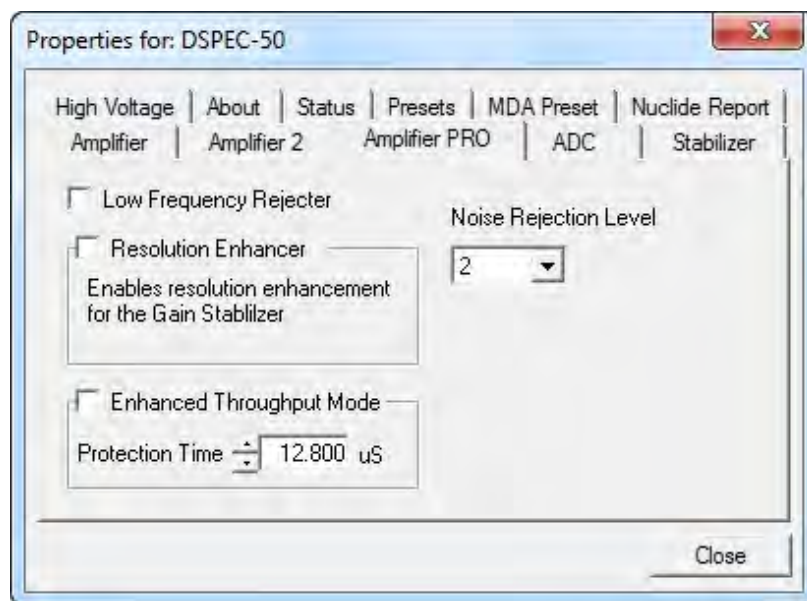 Properties for: DSPEC-50
High Voltage
About
Status
Presets
MDA Preset
Nuclide Report
Amplifier
Amplifier 2
Amplifier PRO
ADC
Stabilizer
Low Frequency Rejecter
Noise Rejection Level
2
Resolution Enhancer
Enables resolution enhancement
for the Gain Stablilzer
Enhanced Throughput Mode
Protection Time 12.800 uS
Close